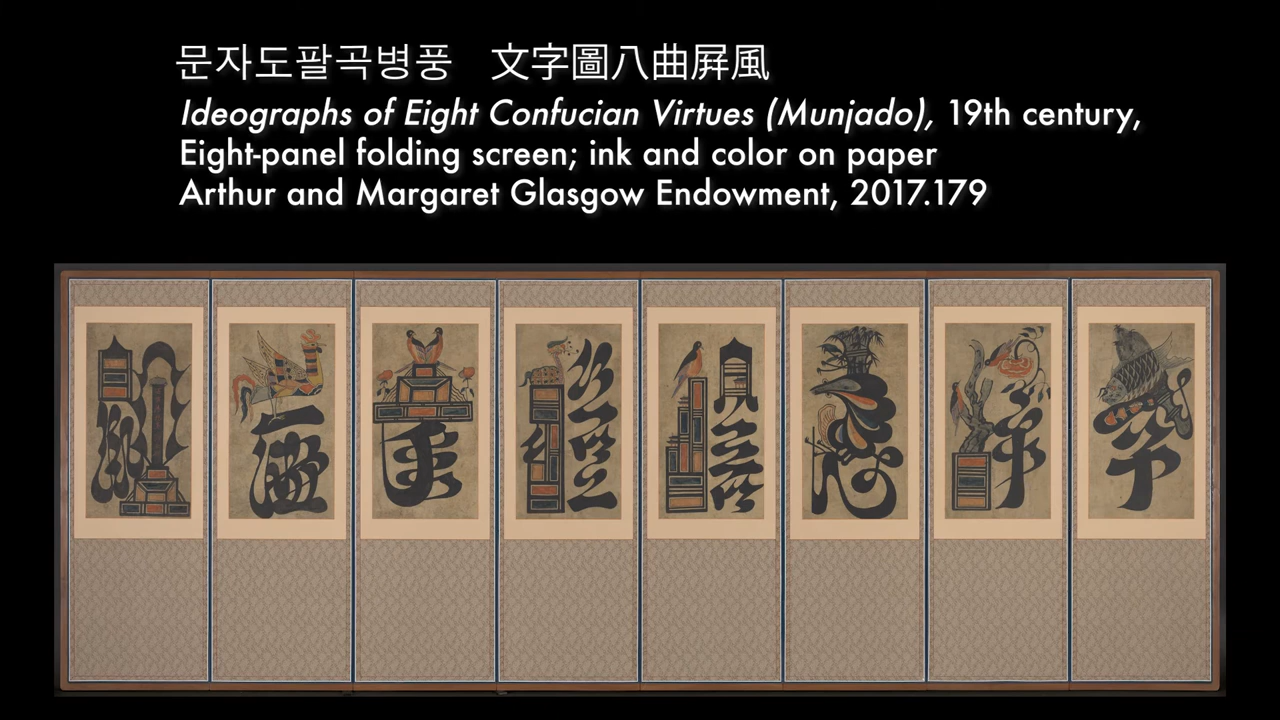 문자도팔곡병풍 文字圖八曲屛風
Ideographs of Eight Confucian Virtues (Munjado), 19th century,
Eight-panel folding screen; ink and color on paper
Arthur and Margaret Glasgow Endowment, 2017.179